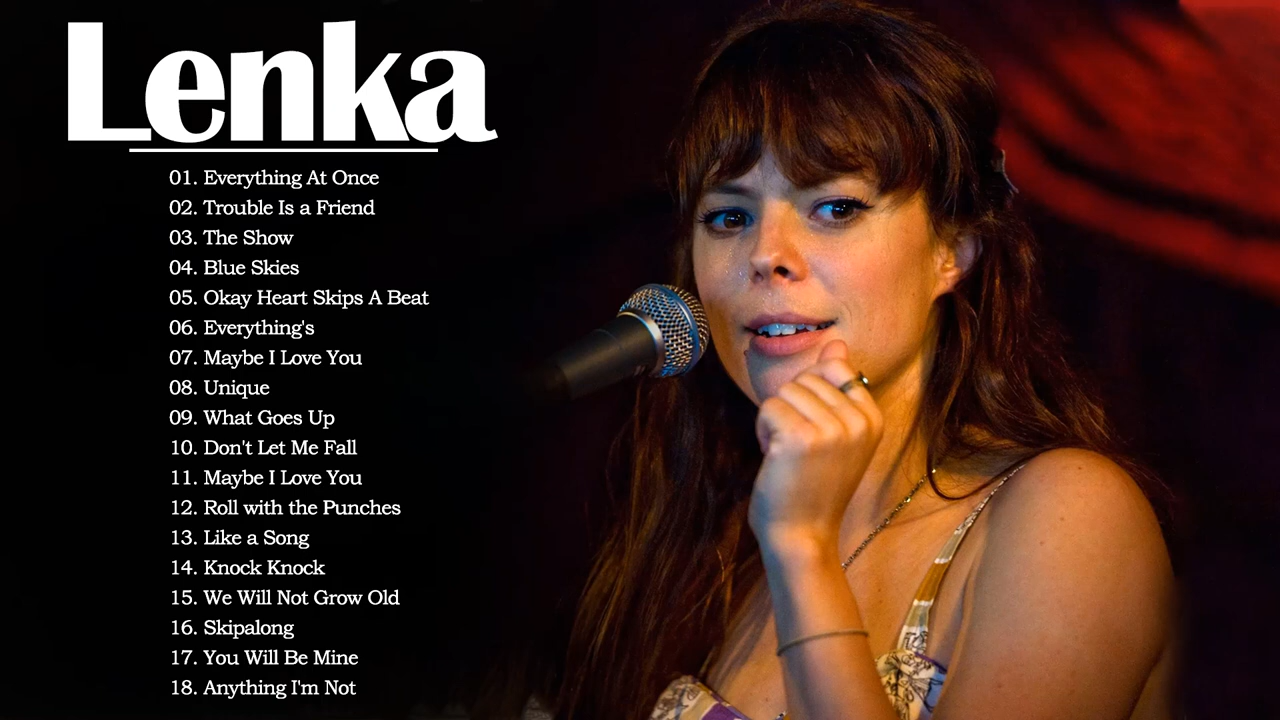 Lenka
01. Everything At Once
02. Trouble Is a Friend
03. The Show
04. Blue Skies
05. Okay Heart Skips A Beat
06. Everything's
07. Maybe I Love You
08. Unique
09. What Goes Up
10. Don't Let Me Fall
11. Maybe I Love You
12. Roll with the Punches
13. Like a Song
14. Knock Knock
15. We Will Not Grow Old
16. Skipalong
17. You Will Be Mine
18. Anything I'm Not